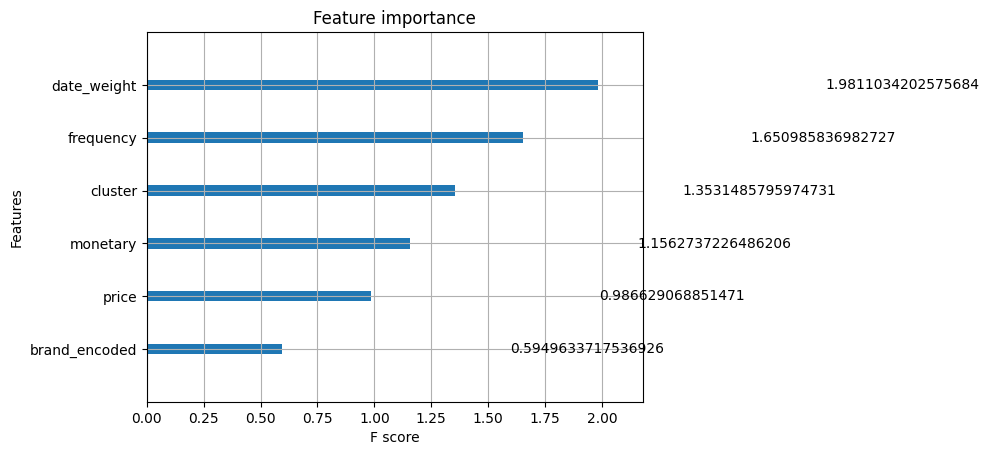 Feature importance
date_weight 1.9811034202575684
frequency 1.650985836982727
cluster 1.3531485795974731
monetary 1.1562737226486206
price 0.986629068851471
brand_encoded 0.5949633717536926
Features
0.00 0.25 0.50 0.75 1.00 1.25 1.50 1.75 2.00
F score